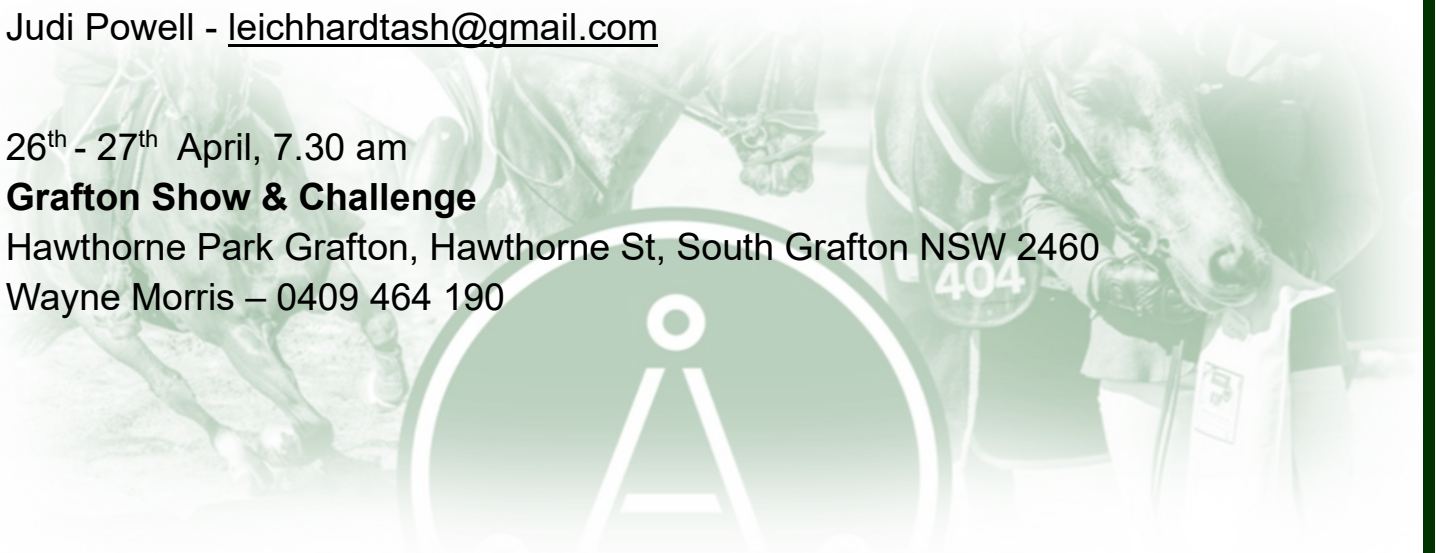 Judi Powell - leichhardtash@gmail.com
26th - 27th April, 7.30 am
Grafton Show & Challenge
Hawthorne Park Grafton, Hawthorne St, South Grafton NSW 2460
404
Wayne Morris – 0409 464 190